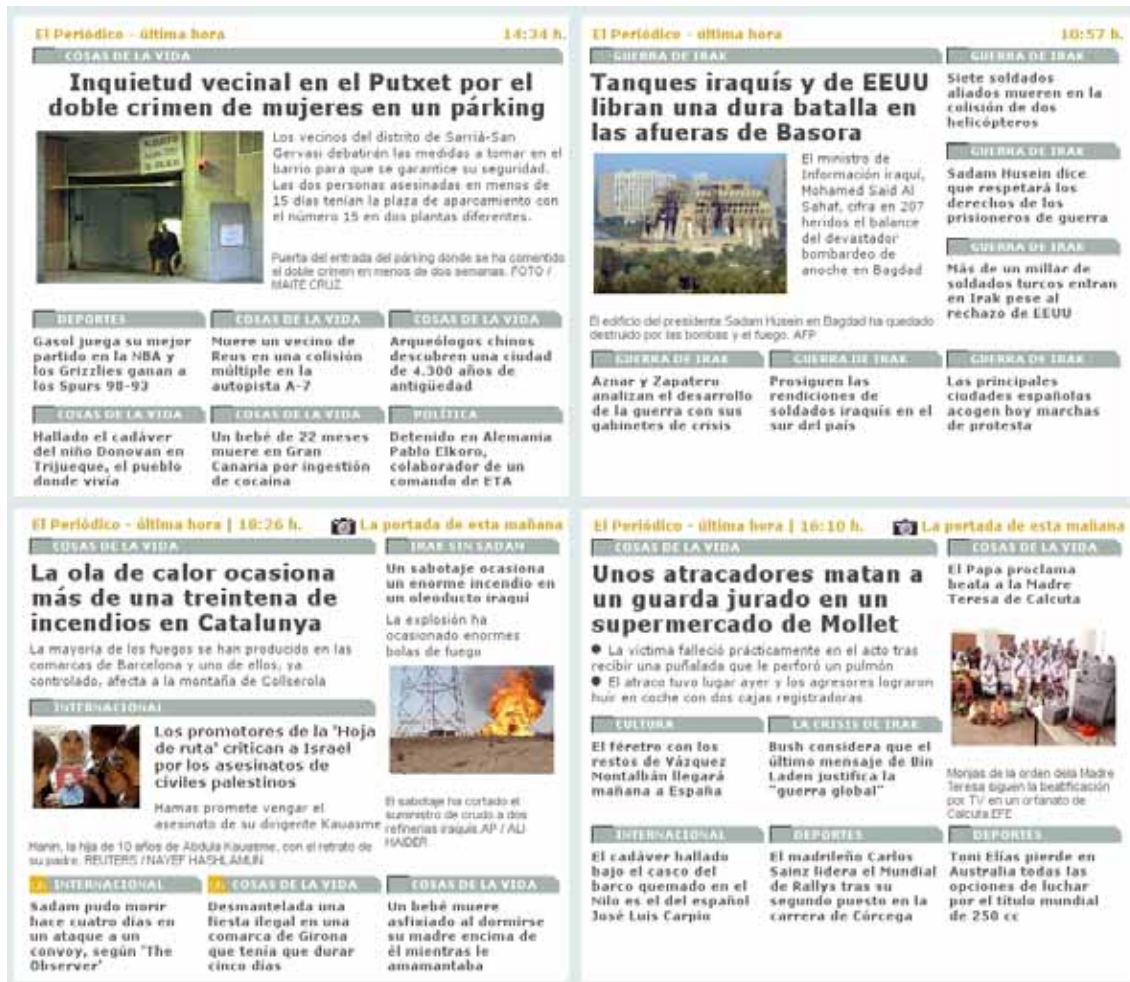 El Periódico - última hora 14:34 h.
COSAS DE LA VIDA
Inquietud vecinal en el Putxet por el
doble crimen de mujeres en un párking
Los vecinos del distrito de Sarriá-San
Gervasi debatirán las medidas a tomar en el
barrio para que se garantice su seguridad.
Las dos personas asesinadas en menos de
15 días tenían la plaza de aparcamiento con
el número 15 en dos plantas diferentes.
Puerta del entrada del párking donde se ha comentido
el doble crimen en menos de dos semanas. FOTO /
MAITE CRUZ
DEPORTES
Gasol juega su mejor
partido en la NBA y
los Grizzlies ganan a
los Spurs 98-93
COSAS DE LA VIDA
Muere un vecino de
Reus en una colisión
múltiple en la
autopista A-7
COSAS DE LA VIDA
Arqueólogos chinos
descubren una ciudad
de 4.300 años de
antigüedad
COSAS DE LA VIDA
Hallado el cadáver
del niño Donovan en
Trijueque, el pueblo
donde vivía
COSAS DE LA VIDA
Un bebé de 22 meses
muere en Gran
Canaria por ingestión
de cocaína
POLÍTICA
Detenido en Alemania
Pablo Elkoro,
colaborador de un
comando de ETA
El Periódico - última hora 10:57 h.
GUERRA DE IRAK
Tanques iraquís y de EEUU
libran una dura batalla en
las afueras de Basora
El ministro de
Información iraquí,
Mohamed Said Al
Sahaf, cifra en 207
heridos el balance
del devastador
bombardeo de
anoche en Bagdad
El edificio del presidente Sadam Husein en Bagdad ha quedado
destruido por las bombas y el fuego. AFP
GUERRA DE IRAK
Siete soldados
aliados mueren en la
colisión de dos
helicópteros
GUERRA DE IRAK
Sadam Husein dice
que respetará los
derechos de los
prisioneros de guerra
GUERRA DE IRAK
Más de un millar de
soldados turcos entran
en Irak pese al
rechazo de EEUU
GUERRA DE IRAK
Aznar y Zapatero
analizan el desarrollo
de la guerra con sus
gabinetes de crisis
GUERRA DE IRAK
Prosiguen las
rendiciones de
soldados iraquís en el
sur del país
GUERRA DE IRAK
Las principales
ciudades españolas
acogen hoy marchas
de protesta
El Periódico - última hora | 18:26 h. La portada de esta mañana
COSAS DE LA VIDA
La ola de calor ocasiona
más de una treintena de
incendios en Catalunya
La mayoría de los fuegos se han producido en las
comarcas de Barcelona y uno de ellos, ya
controlado, afecta a la montaña de Collserola
INTERNACIONAL
Los promotores de la 'Hoja
de ruta' critican a Israel
por los asesinatos de
civiles palestinos
Hamas promete vengar el
asesinato de su dirigente Kauasme
Hanin, la hija de 10 años de Abdula Kauasme, con el retrato de
su padre. REUTERS / NAYEF HASHLAMUN
IRAK SIN SADAM
Un sabotaje ocasiona
un enorme incendio en
un oleoducto iraquí
La explosión ha
ocasionado enormes
bolas de fuego
El sabotaje ha cortado el
suministro de crudo a dos
refinerías iraquís. AP / ALI
HAIDER
INTERNACIONAL
Sadam pudo morir
hace cuatro días en
un ataque a un
convoy, según 'The
Observer'
COSAS DE LA VIDA
Desmantelada una
fiesta ilegal en una
comarca de Girona
que tenía que durar
cinco días
COSAS DE LA VIDA
Un bebé muere
asfixiado al dormirse
su madre encima de
él mientras le
amamantaba
El Periódico - última hora | 16:10 h. La portada de esta mañana
COSAS DE LA VIDA
Unos atracadores matan a
un guarda jurado en un
supermercado de Mollet
● La víctima falleció prácticamente en el acto tras
recibir una puñalada que le perforó un pulmón
● El atraco tuvo lugar ayer y los agresores lograron
huir en coche con dos cajas registradoras
COSAS DE LA VIDA
El Papa proclama
beata a la Madre
Teresa de Calcuta
Monjas de la orden dela Madre
Teresa siguen la beatificación
por TV en un orfanato de
Calcuta.EFE
CULTURA
El féretro con los
restos de Vázquez
Montalbán llegará
mañana a España
LA CRISIS DE IRAK
Bush considera que el
último mensaje de Bin
Laden justifica la
"guerra global"
INTERNACIONAL
El cadáver hallado
bajo el casco del
barco quemado en el
Nilo es el del español
José Luis Carpio
DEPORTES
El madrileño Carlos
Sainz lidera el Mundial
de Rallys tras su
segundo puesto en la
carrera de Córcega
DEPORTES
Toni Elías pierde en
Australia todas las
opciones de luchar
por el título mundial
de 250 cc